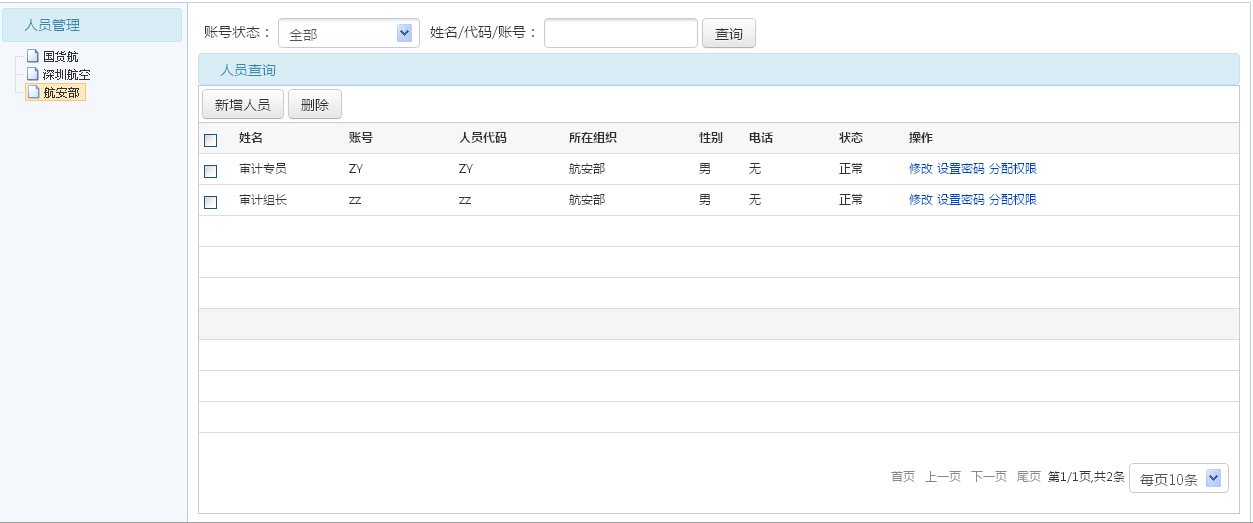 人员管理
国货航
深圳航空
航安部
账号状态： 全部 姓名/代码/账号： 查询
人员查询
新增人员 删除
姓名 账号 人员代码 所在组织 性别 电话 状态 操作
审计专员 ZY ZY 航安部 男 无 正常 修改 设置密码 分配权限
审计组长 zz zz 航安部 男 无 正常 修改 设置密码 分配权限
首页 上一页 下一页 尾页 第1/1页,共2条 每页10条